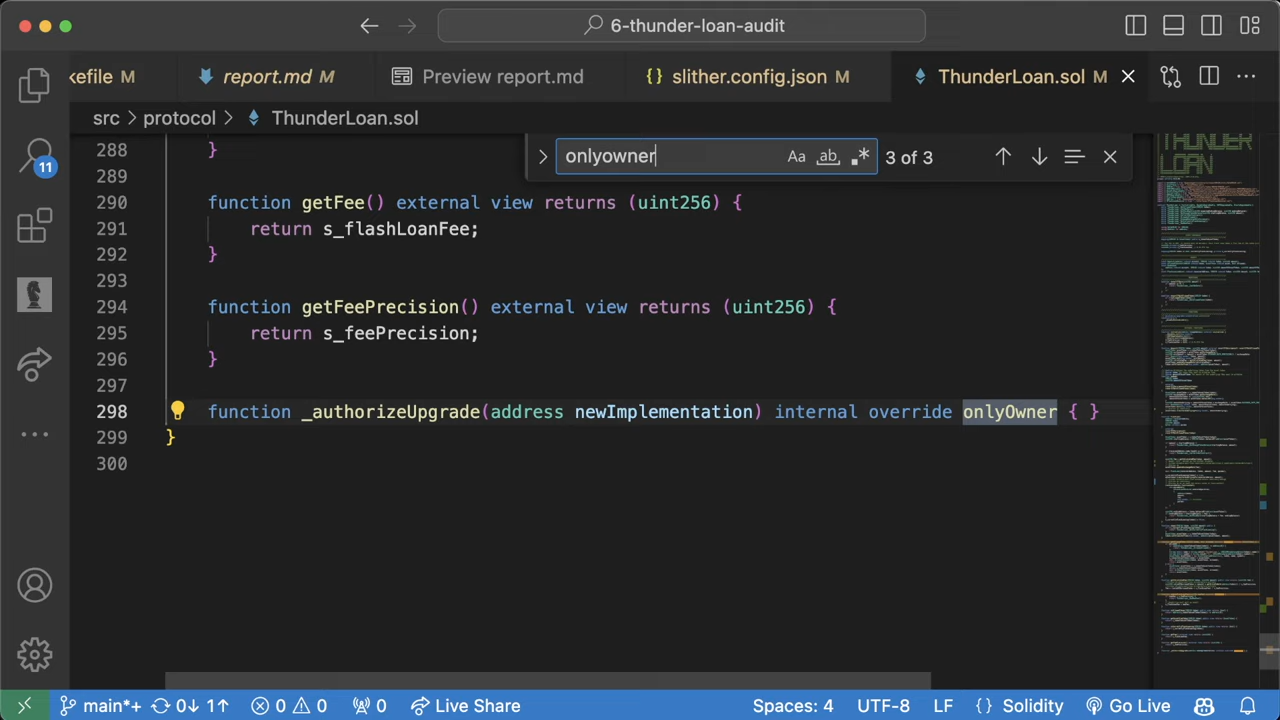 6-thunder-loan-audit
kefile M
report.md M
Preview report.md
slither.config.json M
ThunderLoan.sol M
src > protocol > ThunderLoan.sol
onlyowner
Aa ab .* 3 of 3
11
288 }
289
290 function getFee() external view returns (uint256) {
291 return s_flashLoanFee;
292 }
293
294 function getFeePrecision() external view returns (uint256) {
295 return s_feePrecision;
296 }
297
298 function _authorizeUpgrade(address newImplementation) internal override onlyOwner { }
299 }
300
THUNDER
LOAN
main*+ 0↓ 1↑ 0 0 0 Live Share Spaces: 4 UTF-8 LF {} Solidity Go Live